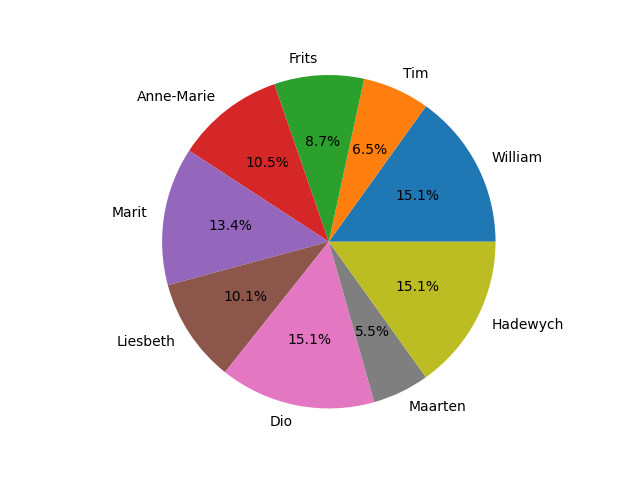 Frits
Tim
Anne-Marie
William
Marit
Liesbeth
Dio
Maarten
Hadewych
8.7%
6.5%
10.5%
15.1%
13.4%
10.1%
15.1%
5.5%
15.1%